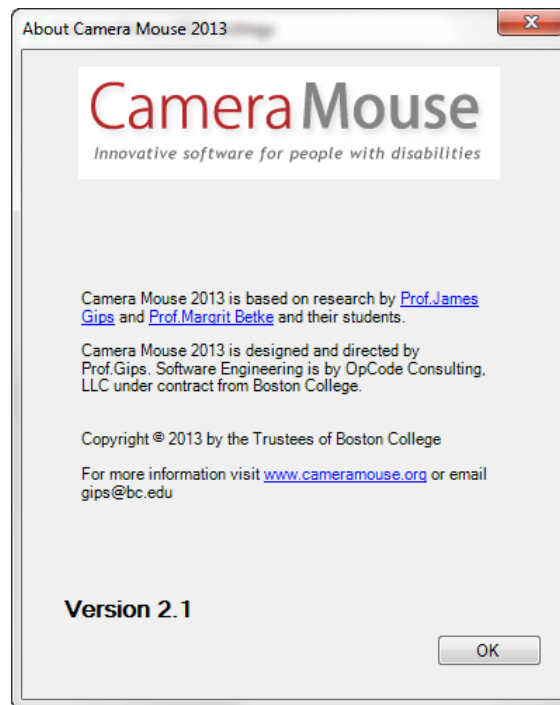 About Camera Mouse 2013
CameraMouse
Innovative software for people with disabilities
Camera Mouse 2013 is based on research by Prof.James
Gips and Prof.Margrit Betke and their students.
Camera Mouse 2013 is designed and directed by
Prof.Gips. Software Engineering is by OpCode Consulting,
LLC under contract from Boston College.
Copyright © 2013 by the Trustees of Boston College
For more information visit www.cameramouse.org or email
gips@bc.edu
Version 2.1
OK